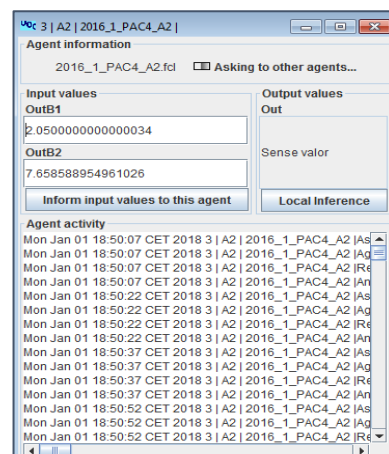 UOC 3 | A2 | 2016_1_PAC4_A2 |
Agent information
2016_1_PAC4_A2.fcl Asking to other agents...
Input values Output values
OutB1 Out
2.0500000000000034
OutB2 Sense valor
7.658588954961026
Inform input values to this agent Local Inference
Agent activity
Mon Jan 01 18:50:07 CET 2018 3 | A2 | 2016_1_PAC4_A2 |As
Mon Jan 01 18:50:07 CET 2018 3 | A2 | 2016_1_PAC4_A2 |Ag
Mon Jan 01 18:50:07 CET 2018 3 | A2 | 2016_1_PAC4_A2 |Re
Mon Jan 01 18:50:07 CET 2018 3 | A2 | 2016_1_PAC4_A2 |An
Mon Jan 01 18:50:22 CET 2018 3 | A2 | 2016_1_PAC4_A2 |As
Mon Jan 01 18:50:22 CET 2018 3 | A2 | 2016_1_PAC4_A2 |Ag
Mon Jan 01 18:50:22 CET 2018 3 | A2 | 2016_1_PAC4_A2 |Re
Mon Jan 01 18:50:22 CET 2018 3 | A2 | 2016_1_PAC4_A2 |An
Mon Jan 01 18:50:37 CET 2018 3 | A2 | 2016_1_PAC4_A2 |As
Mon Jan 01 18:50:37 CET 2018 3 | A2 | 2016_1_PAC4_A2 |Ag
Mon Jan 01 18:50:37 CET 2018 3 | A2 | 2016_1_PAC4_A2 |Re
Mon Jan 01 18:50:37 CET 2018 3 | A2 | 2016_1_PAC4_A2 |An
Mon Jan 01 18:50:52 CET 2018 3 | A2 | 2016_1_PAC4_A2 |As
Mon Jan 01 18:50:52 CET 2018 3 | A2 | 2016_1_PAC4_A2 |Ag
Mon Jan 01 18:50:52 CET 2018 3 | A2 | 2016_1_PAC4_A2 |Re